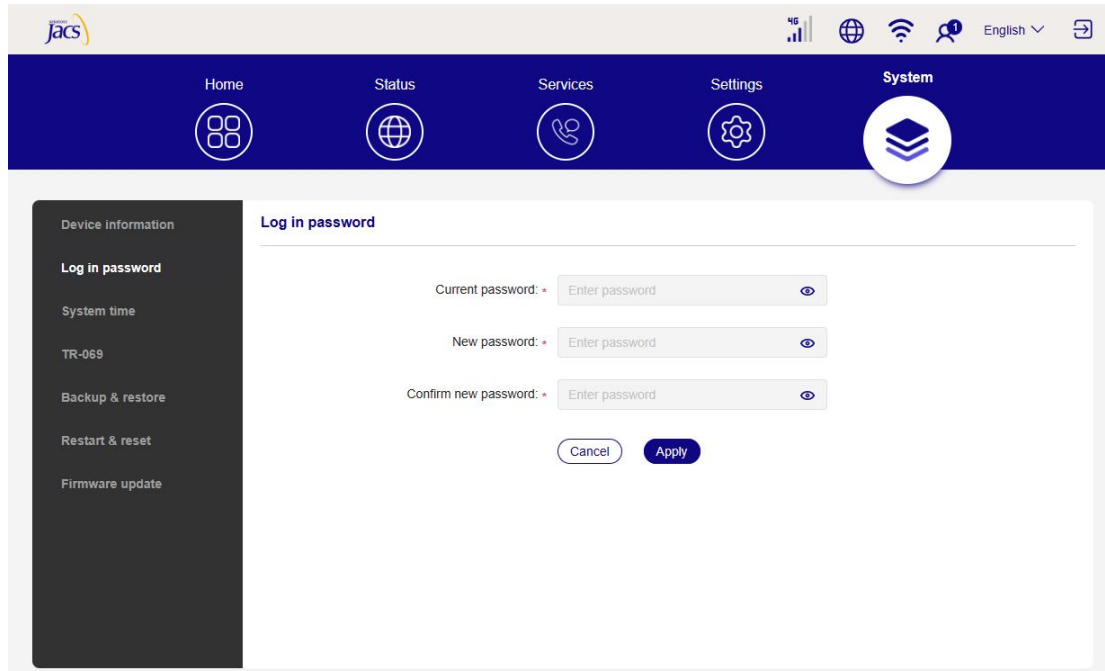 jacs
4G
1
English
Home
Status
Services
Settings
System
Device information
Log in password
System time
TR-069
Backup & restore
Restart & reset
Firmware update
Log in password
Current password: * Enter password
New password: * Enter password
Confirm new password: * Enter password
Cancel
Apply